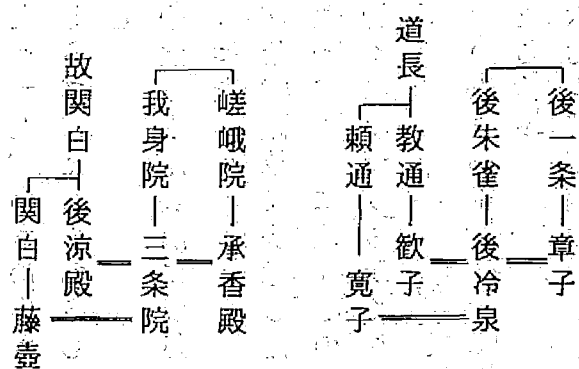 後一条―章子
後朱雀―後冷泉
道長
教通―歓子
頼通―寛子
嵯峨院―承香殿
我身院―三条院
故関白
後涼殿
関白―藤壺